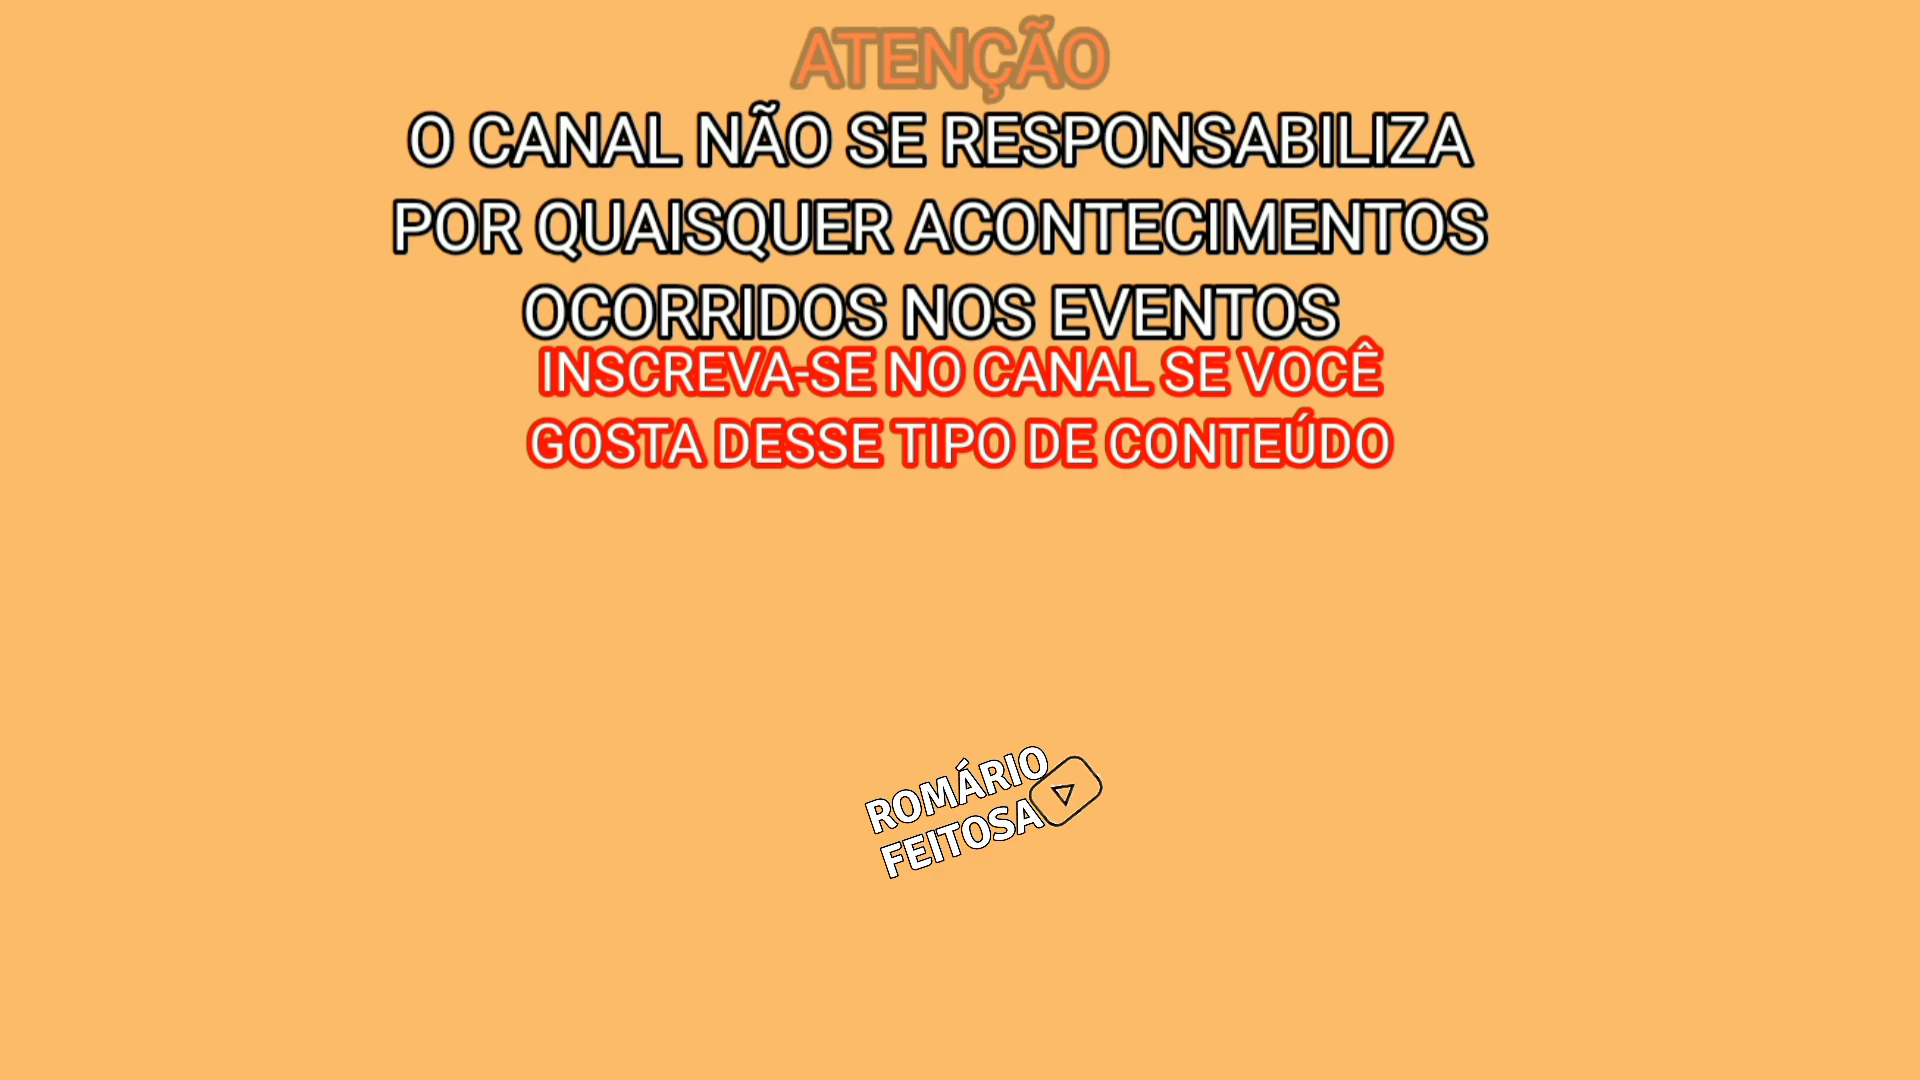 ATENÇÃO
O CANAL NÃO SE RESPONSABILIZA
POR QUAISQUER ACONTECIMENTOS
OCORRIDOS NOS EVENTOS
INSCREVA-SE NO CANAL SE VOCÊ
GOSTA DESSE TIPO DE CONTEÚDO
ROMÁRIO
FEITOSA